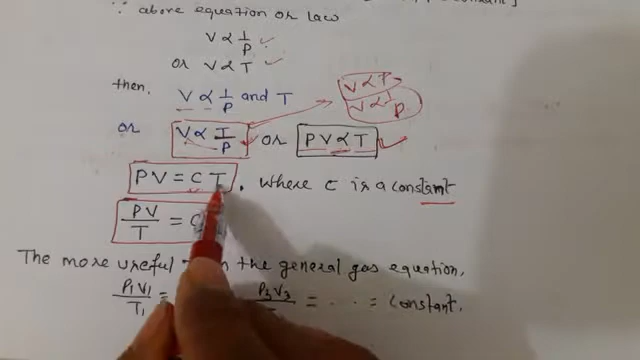 ∵ above equation or law
V ∝ 1/P
or V ∝ T
then, V ∝ 1/P and T
V ∝ P
V ∝ 1/P
or V ∝ T/P or PV ∝ T
PV = CT, where C is a constant
PV/T = C
The more useful the general gas equation,
P₁V₁/T₁ = P₃V₃ = ..... = constant.